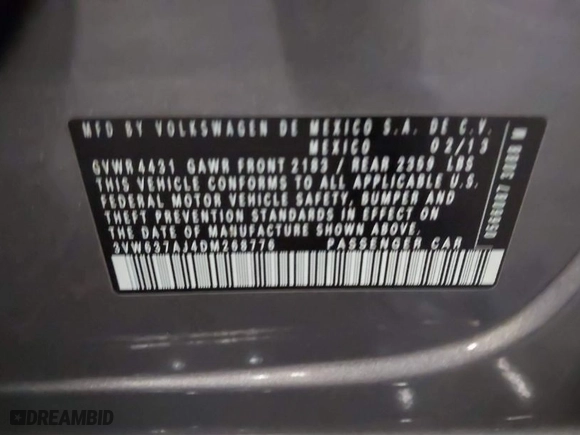 MFD BY VOLKSWAGEN DE MEXICO S.A. DE C.V.
MEXICO 02/13
GVWR 4431 GAWR FRONT 2183 / REAR 2359 LBS
THIS VEHICLE CONFORMS TO ALL APPLICABLE U.S.
FEDERAL MOTOR VEHICLE SAFETY, BUMPER AND
THEFT PREVENTION STANDARDS IN EFFECT ON THE
DATE OF MANUFACTURE SHOWN ABOVE.
3VW637AJ4DM265776 PASSENGER CAR
DREAMBID